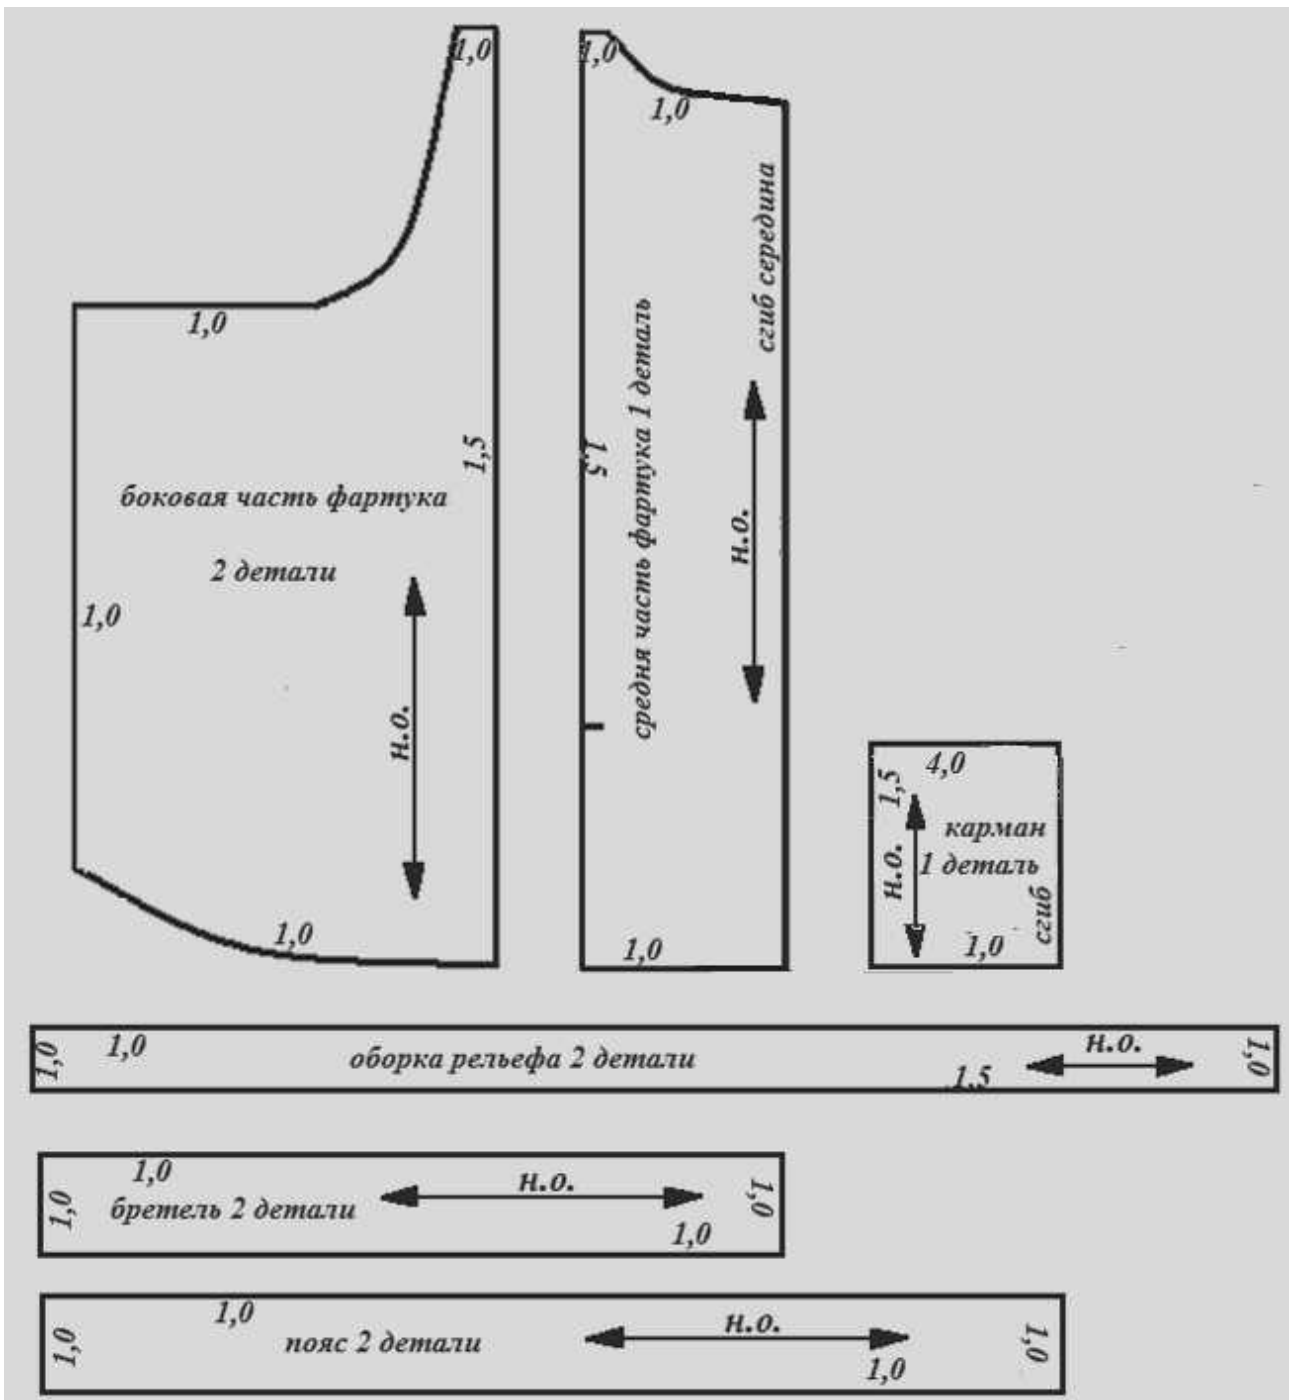 1,0
1,0
1,0
1,5
боковая часть фартука
2 детали
1,0
н.о.
1,0
1,0
1,0
сгиб середина
средня часть фартука 1 деталь
1,5
н.о.
1,0
4,0
1,5
карман
1 деталь
н.о.
сгиб
1,0
1,0
1,0
оборка рельефа 2 детали
н.о.
1,5
1,0
1,0
1,0
бретель 2 детали
н.о.
1,0
1,0
1,0
1,0
пояс 2 детали
н.о.
1,0
1,0